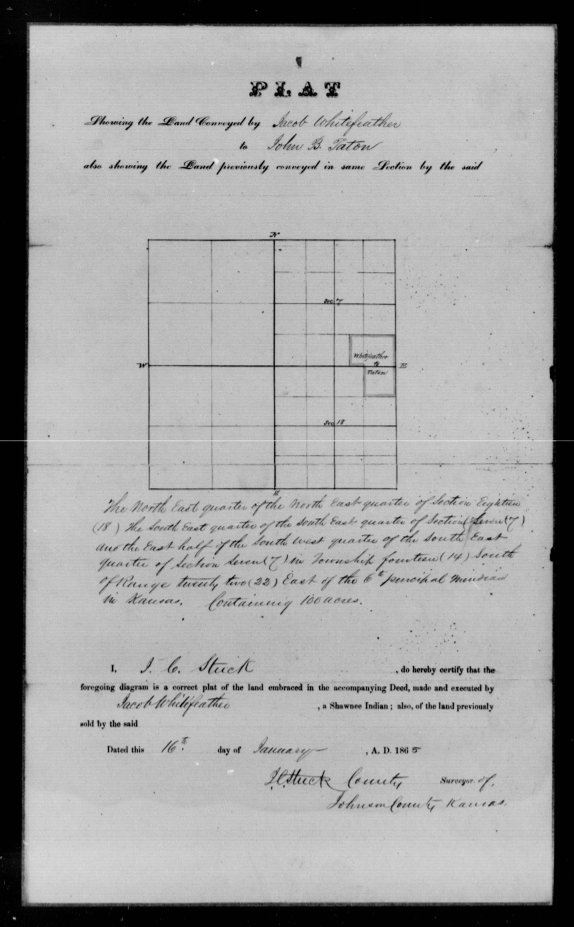 PLAT
Showing the Land Conveyed by Jacob Whitefeather
to John B. Taton
also showing the Land previously conveyed in same Section by the said
N
Sec. 7
Whitefeather
to
Taton
W
E
Sec. 18
S
The North East quarter of the North East quarter of Section Eighteen
(18) The South East quarter of the South East quarter of Section Seven (7)
and the East half of the South West quarter of the South East
quarter of Section Seven (7) in Township fourteen (14) South
of Range twenty two (22) East of the 6th principal Meridian
in Kansas. Containing 100 acres.
I, J. C. Stuck , do hereby certify that the
foregoing diagram is a correct plat of the land embraced in the accompanying Deed, made and executed by
Jacob Whitefeather , a Shawnee Indian; also, of the land previously
sold by the said
Dated this 16th day of January , A. D. 1865
J C Stuck County Surveyor of
Johnson County Kansas.